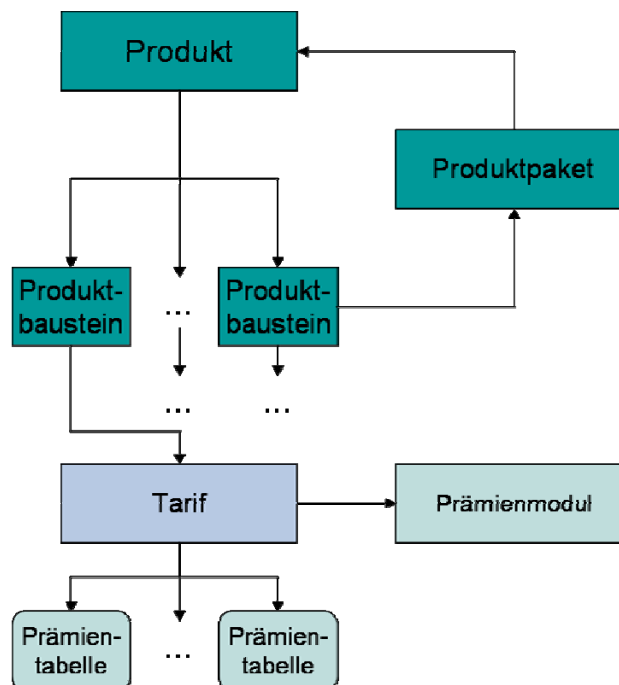 Produkt
Produktpaket
Produkt-
baustein
...
Produkt-
baustein
...
...
Tarif
Prämienmodul
Prämien-
tabelle
...
Prämien-
tabelle